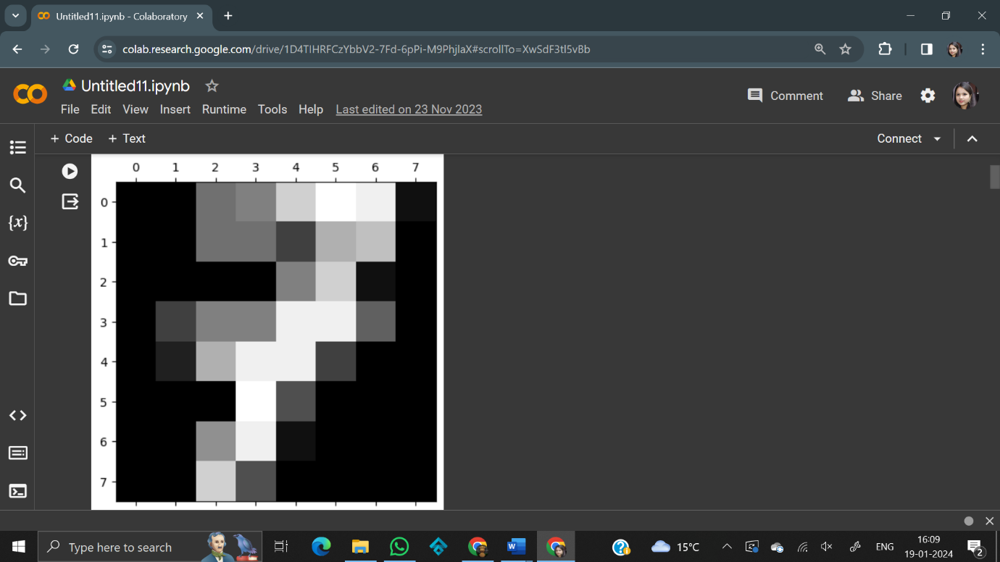 Untitled11.ipynb - Colaboratory
colab.research.google.com/drive/1D4TIHRFCzYbbV2-7Fd-6pPi-M9PhjlaX#scrollTo=XwSdF3tl5vBb
Untitled11.ipynb
Comment Share
File Edit View Insert Runtime Tools Help Last edited on 23 Nov 2023
+ Code + Text Connect
0 1 2 3 4 5 6 7
0
1
2
3
4
5
6
7
Type here to search
15°C
ENG
16:09
19-01-2024
2